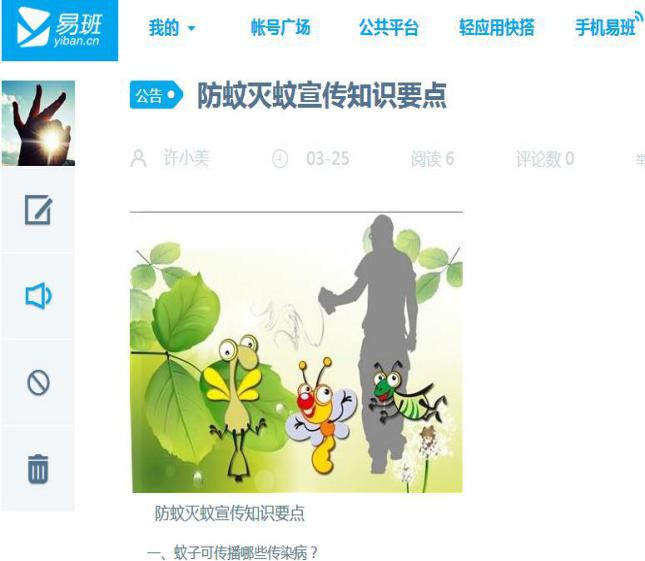 易班
yiban.cn
我的 帐号广场 公共平台 轻应用快搭 手机易班
公告 防蚊灭蚊宣传知识要点
许小美 03-25 阅读 6 评论数 0
防蚊灭蚊宣传知识要点
一、蚊子可传播哪些传染病？